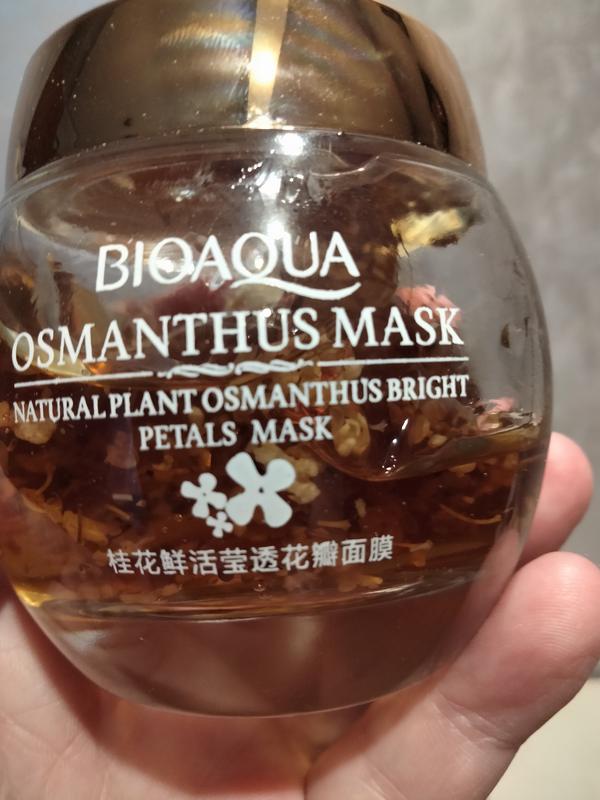 BIOAQUA
OSMANTHUS MASK
NATURAL PLANT OSMANTHUS BRIGHT
PETALS MASK
桂花鲜活莹透花瓣面膜